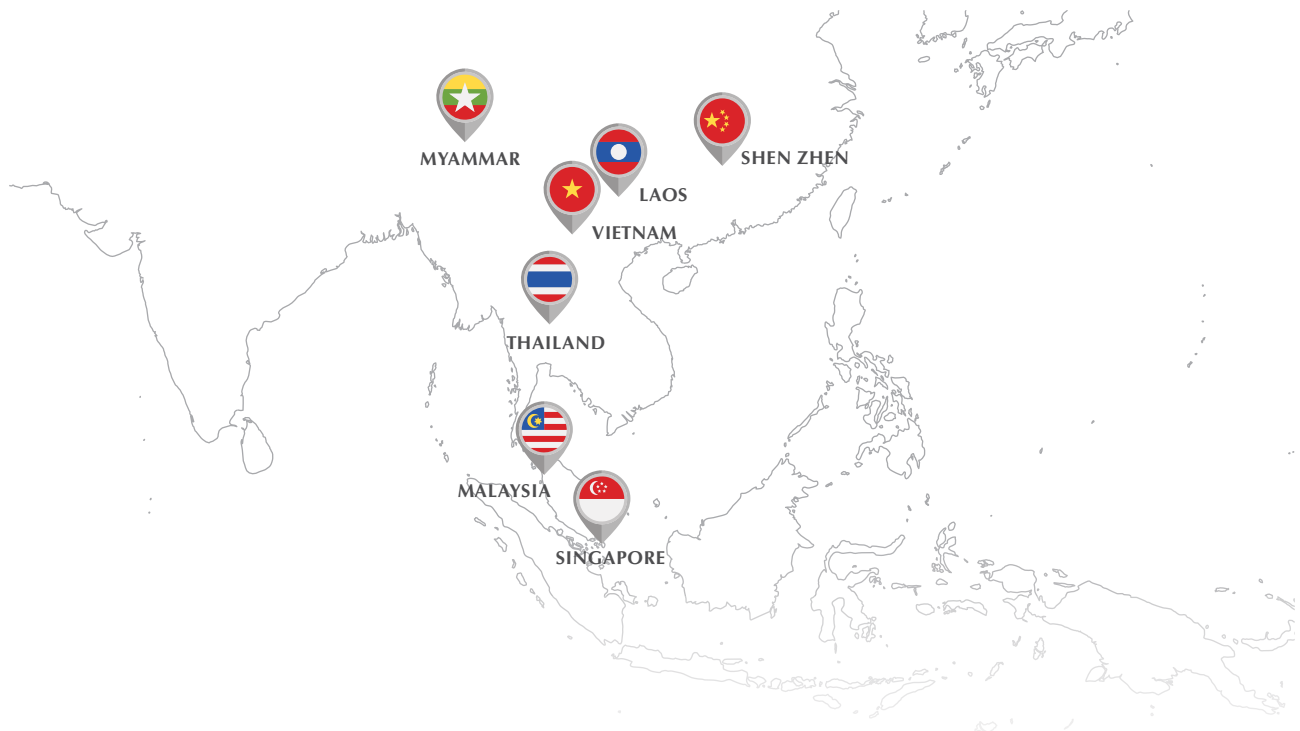 MYAMMAR
SHEN ZHEN
LAOS
VIETNAM
THAILAND
MALAYSIA
SINGAPORE